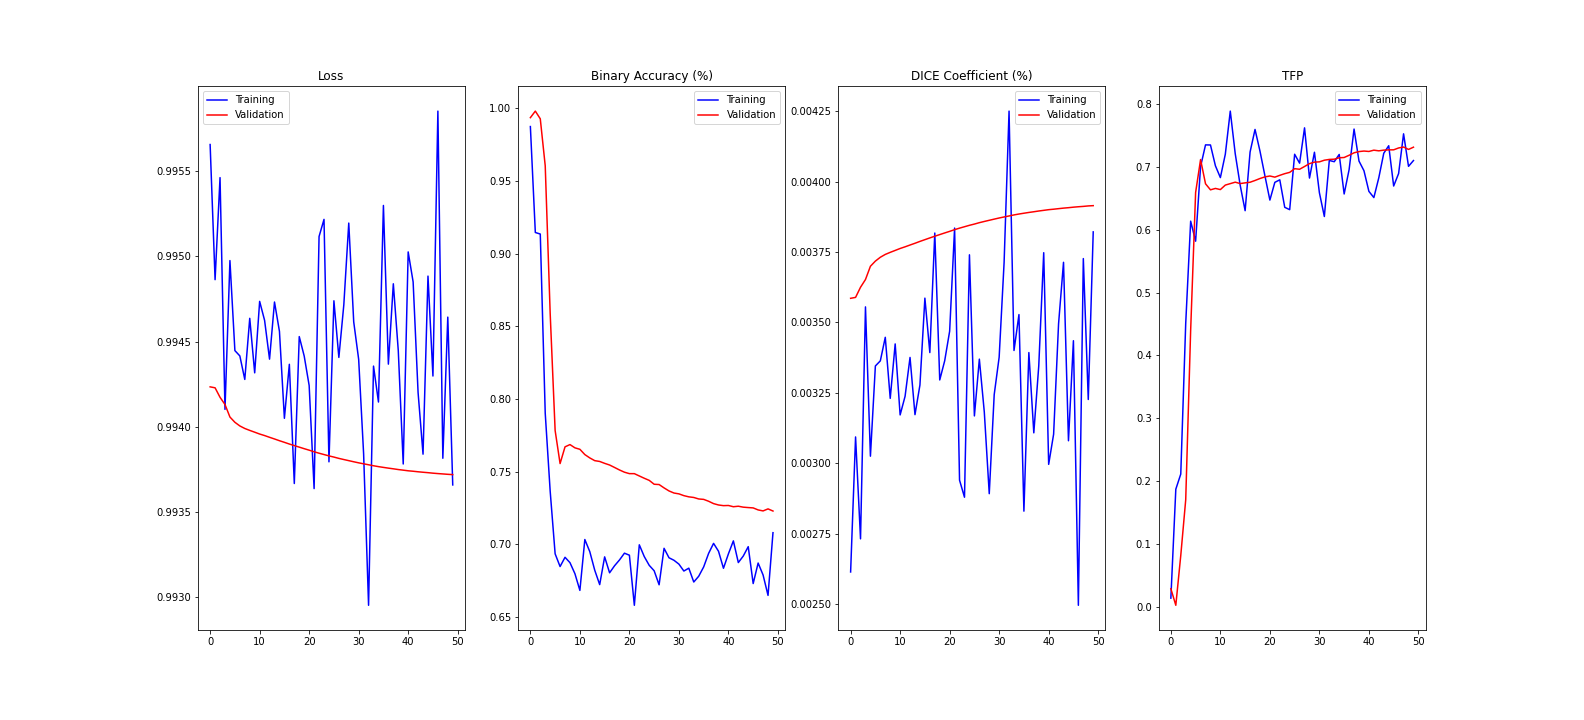 Loss
Training
Validation
0.9955
0.9950
0.9945
0.9940
0.9935
0.9930
0 10 20 30 40 50
Binary Accuracy (%)
Training
Validation
1.00
0.95
0.90
0.85
0.80
0.75
0.70
0.65
0 10 20 30 40 50
DICE Coefficient (%)
Training
Validation
0.00425
0.00400
0.00375
0.00350
0.00325
0.00300
0.00275
0.00250
0 10 20 30 40 50
TFP
Training
Validation
0.8
0.7
0.6
0.5
0.4
0.3
0.2
0.1
0.0
0 10 20 30 40 50